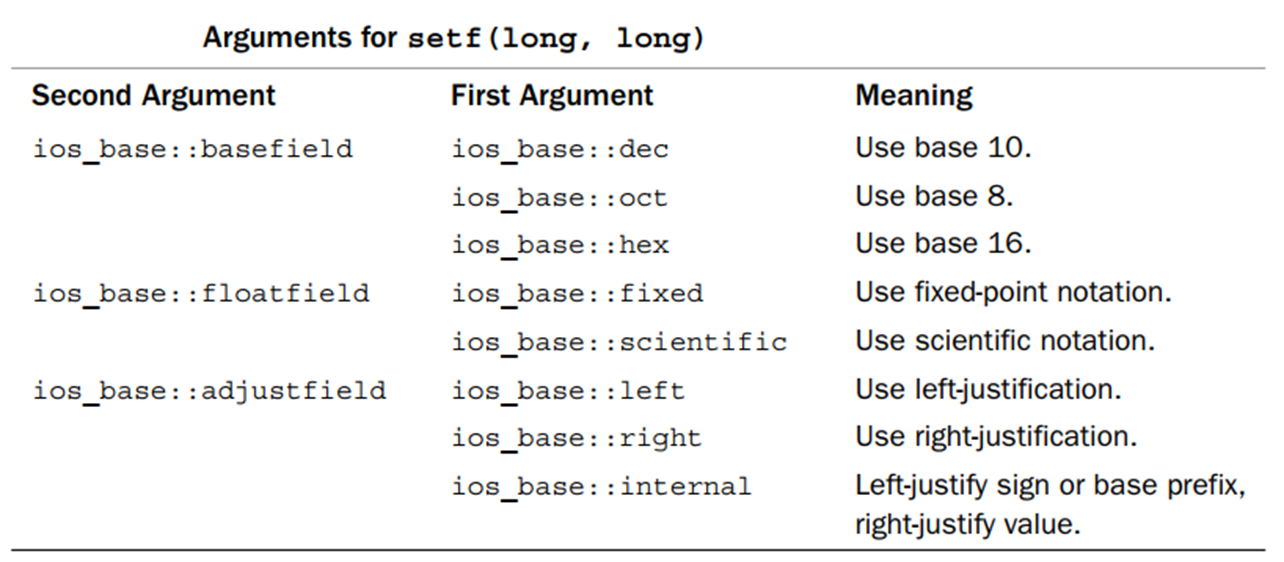 Arguments for setf(long, long)
Second Argument First Argument Meaning
ios_base::basefield ios_base::dec Use base 10.
ios_base::oct Use base 8.
ios_base::hex Use base 16.
ios_base::floatfield ios_base::fixed Use fixed-point notation.
ios_base::scientific Use scientific notation.
ios_base::adjustfield ios_base::left Use left-justification.
ios_base::right Use right-justification.
ios_base::internal Left-justify sign or base prefix,
right-justify value.